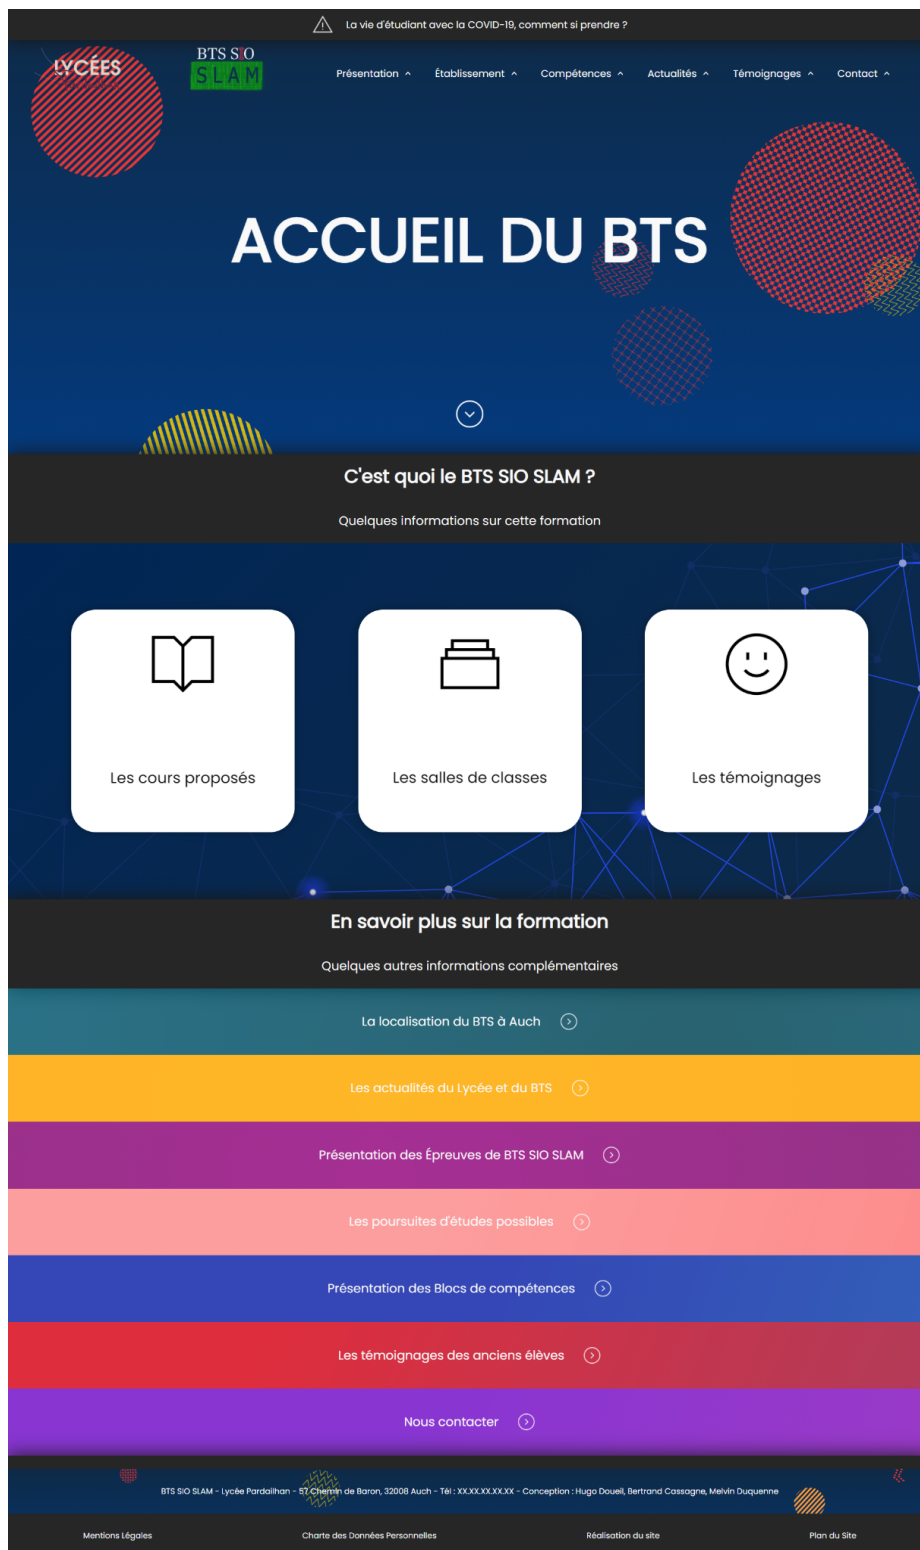 La vie d'étudiant avec la COVID-19, comment si prendre ?
LYCÉES
BTS SIO
SLAM
Présentation Établissement Compétences Actualités Témoignages Contact
ACCUEIL DU BTS
C'est quoi le BTS SIO SLAM ?
Quelques informations sur cette formation
Les cours proposés Les salles de classes Les témoignages
En savoir plus sur la formation
Quelques autres informations complémentaires
La localisation du BTS à Auch
Les actualités du Lycée et du BTS
Présentation des Épreuves de BTS SIO SLAM
Les poursuites d'études possibles
Présentation des Blocs de compétences
Les témoignages des anciens élèves
Nous contacter
BTS SIO SLAM - Lycée Pardailhan - 57 Chemin de Baron, 32008 Auch - Tél : XX.XX.XX.XX.XX - Conception : Hugo Doueil, Bertrand Cassagne, Melvin Duquenne
Mentions Légales Charte des Données Personnelles Réalisation du site Plan du Site